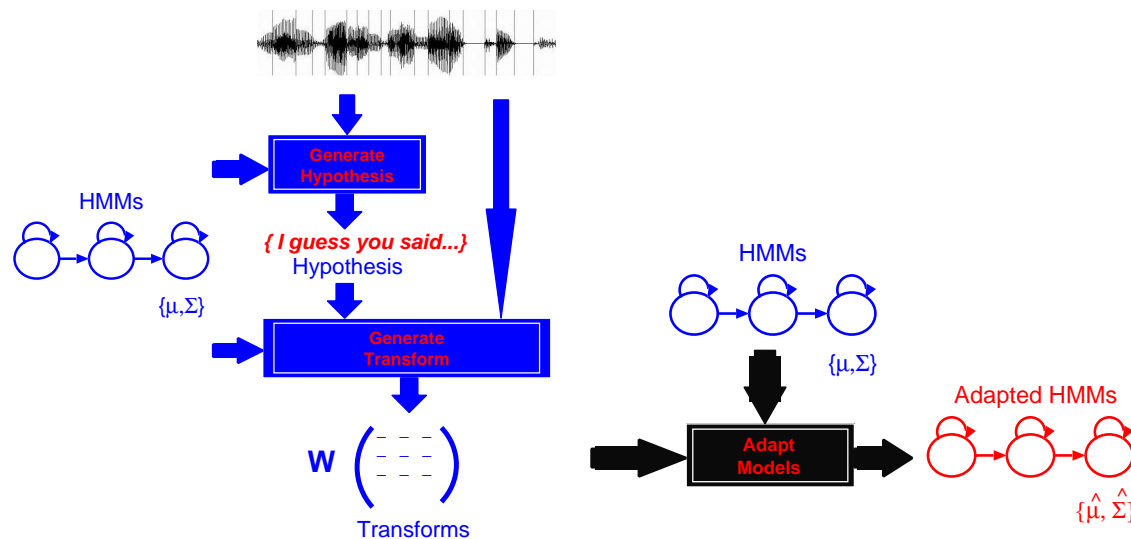 Generate
Hypothesis
HMMs
{ I guess you said...}
Hypothesis
{μ,Σ}
Generate
Transform
W
Transforms
HMMs
{μ,Σ}
Adapt
Models
Adapted HMMs
{μ̂, Σ̂}